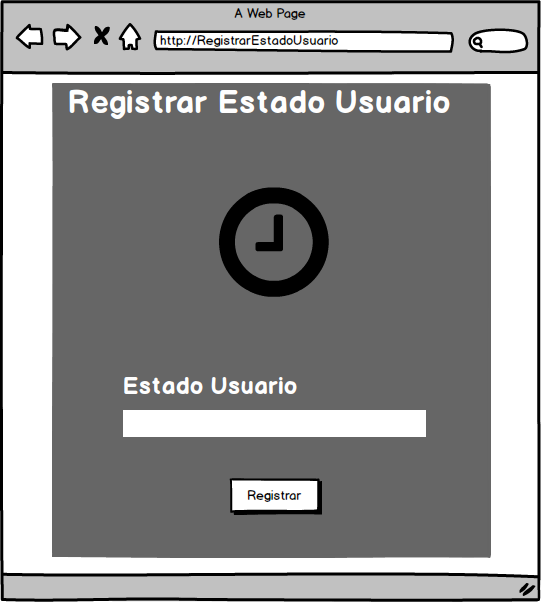 A Web Page
http://RegistrarEstadoUsuario
Registrar Estado Usuario
Estado Usuario
Registrar